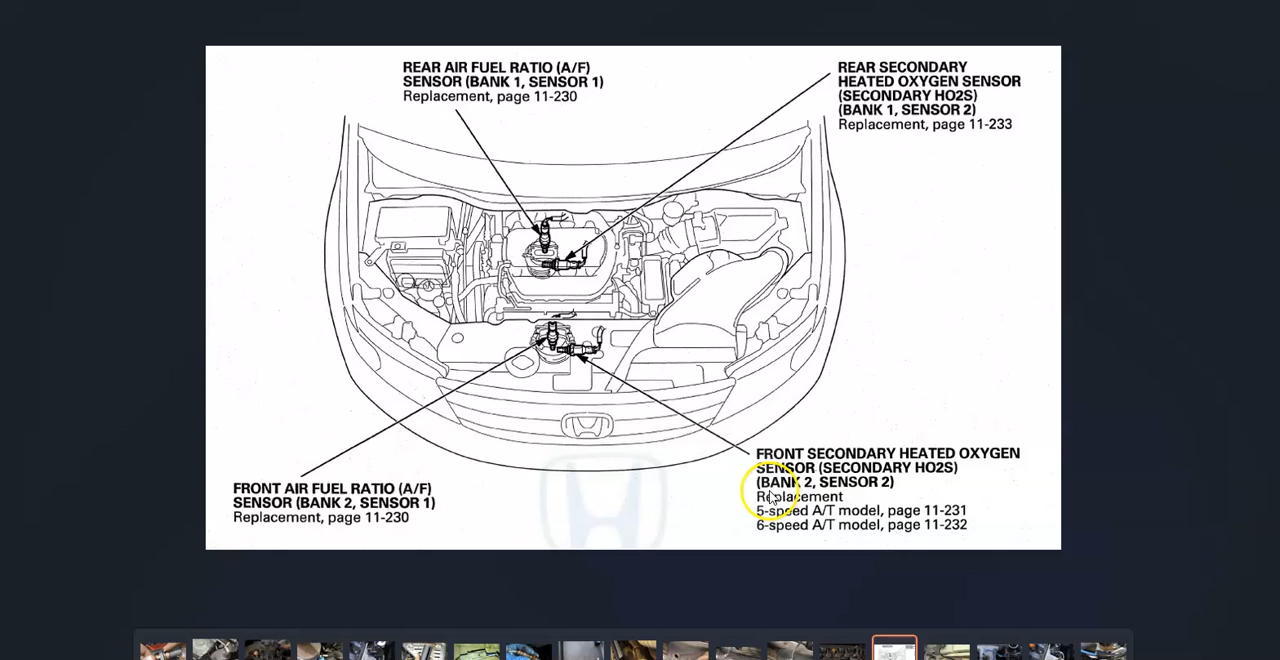 REAR AIR FUEL RATIO (A/F)
SENSOR (BANK 1, SENSOR 1)
Replacement, page 11-230
REAR SECONDARY
HEATED OXYGEN SENSOR
(SECONDARY HO2S)
(BANK 1, SENSOR 2)
Replacement, page 11-233
FRONT AIR FUEL RATIO (A/F)
SENSOR (BANK 2, SENSOR 1)
Replacement, page 11-230
FRONT SECONDARY HEATED OXYGEN
SENSOR (SECONDARY HO2S)
(BANK 2, SENSOR 2)
Replacement
5-speed A/T model, page 11-231
6-speed A/T model, page 11-232